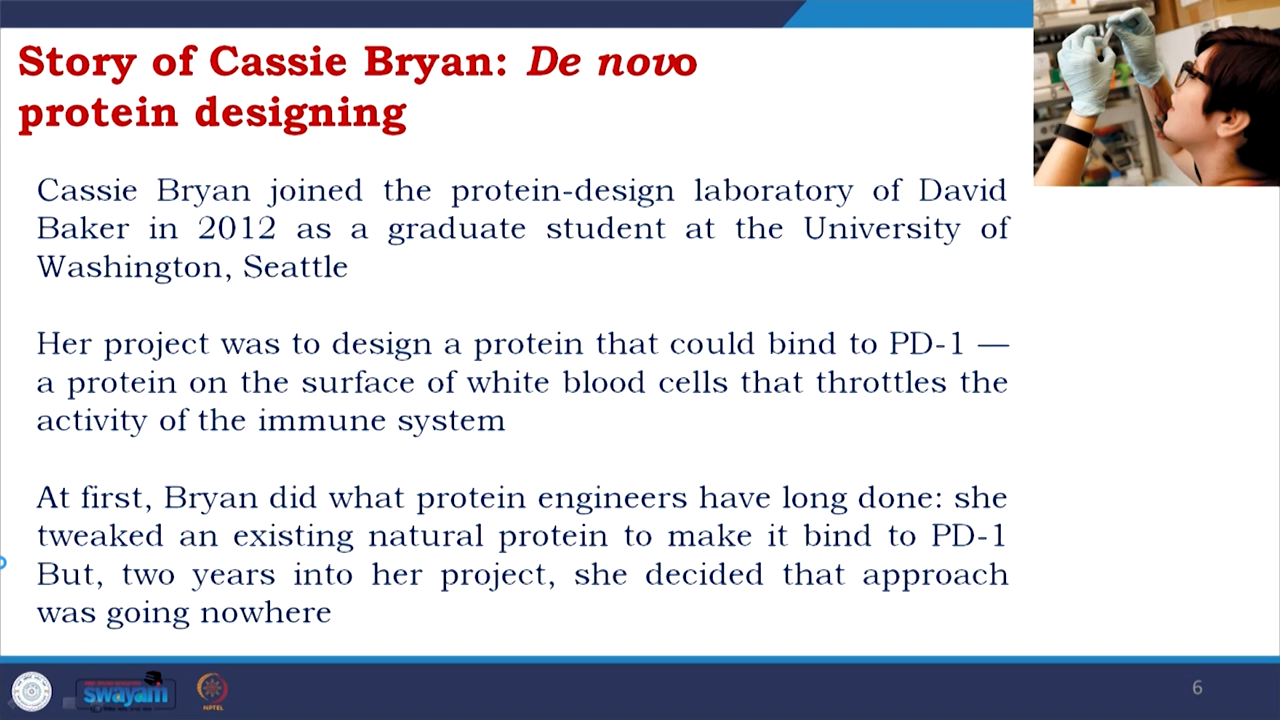 Story of Cassie Bryan: De novo
protein designing
Cassie Bryan joined the protein-design laboratory of David
Baker in 2012 as a graduate student at the University of
Washington, Seattle
Her project was to design a protein that could bind to PD-1 —
a protein on the surface of white blood cells that throttles the
activity of the immune system
At first, Bryan did what protein engineers have long done: she
tweaked an existing natural protein to make it bind to PD-1
But, two years into her project, she decided that approach
was going nowhere
swayam
NPTEL
6